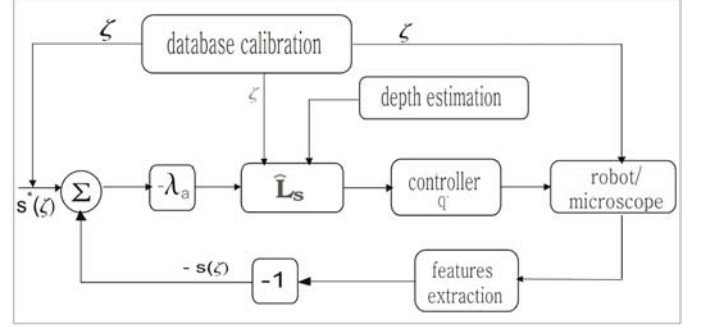 ζ
database calibration
ζ
ζ
depth estimation
s*(ζ)
Σ
-λa
L̂s
controller
q̇
robot/
microscope
- s(ζ)
-1
features
extraction